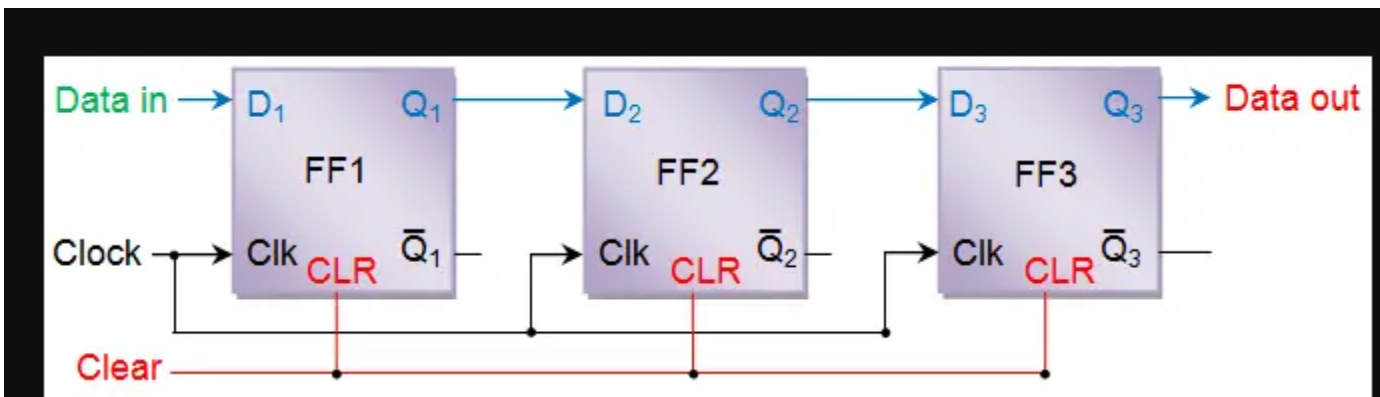 Data in D₁ Q₁ D₂ Q₂ D₃ Q₃ Data out
FF1 FF2 FF3
Clock Clk CLR Q̅₁ Clk CLR Q̅₂ Clk CLR Q̅₃
Clear